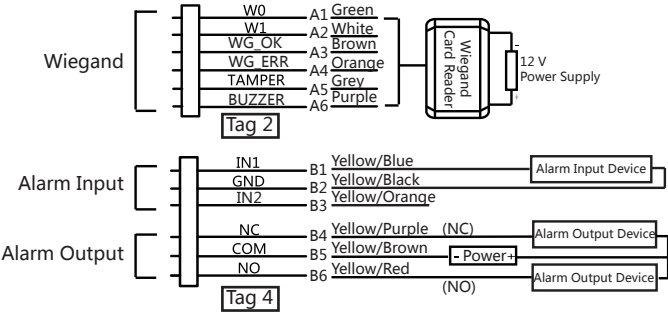 Wiegand
W0 A1 Green
W1 A2 White
WG_OK A3 Brown
WG_ERR A4 Orange
TAMPER A5 Grey
BUZZER A6 Purple
Wiegand
Card Reader
-
12 V
Power Supply
+
Tag 2
Alarm Input
IN1 B1 Yellow/Blue Alarm Input Device
GND B2 Yellow/Black
IN2 B3 Yellow/Orange
Alarm Output
NC B4 Yellow/Purple (NC) Alarm Output Device
COM B5 Yellow/Brown - Power+
NO B6 Yellow/Red (NO) Alarm Output Device
Tag 4